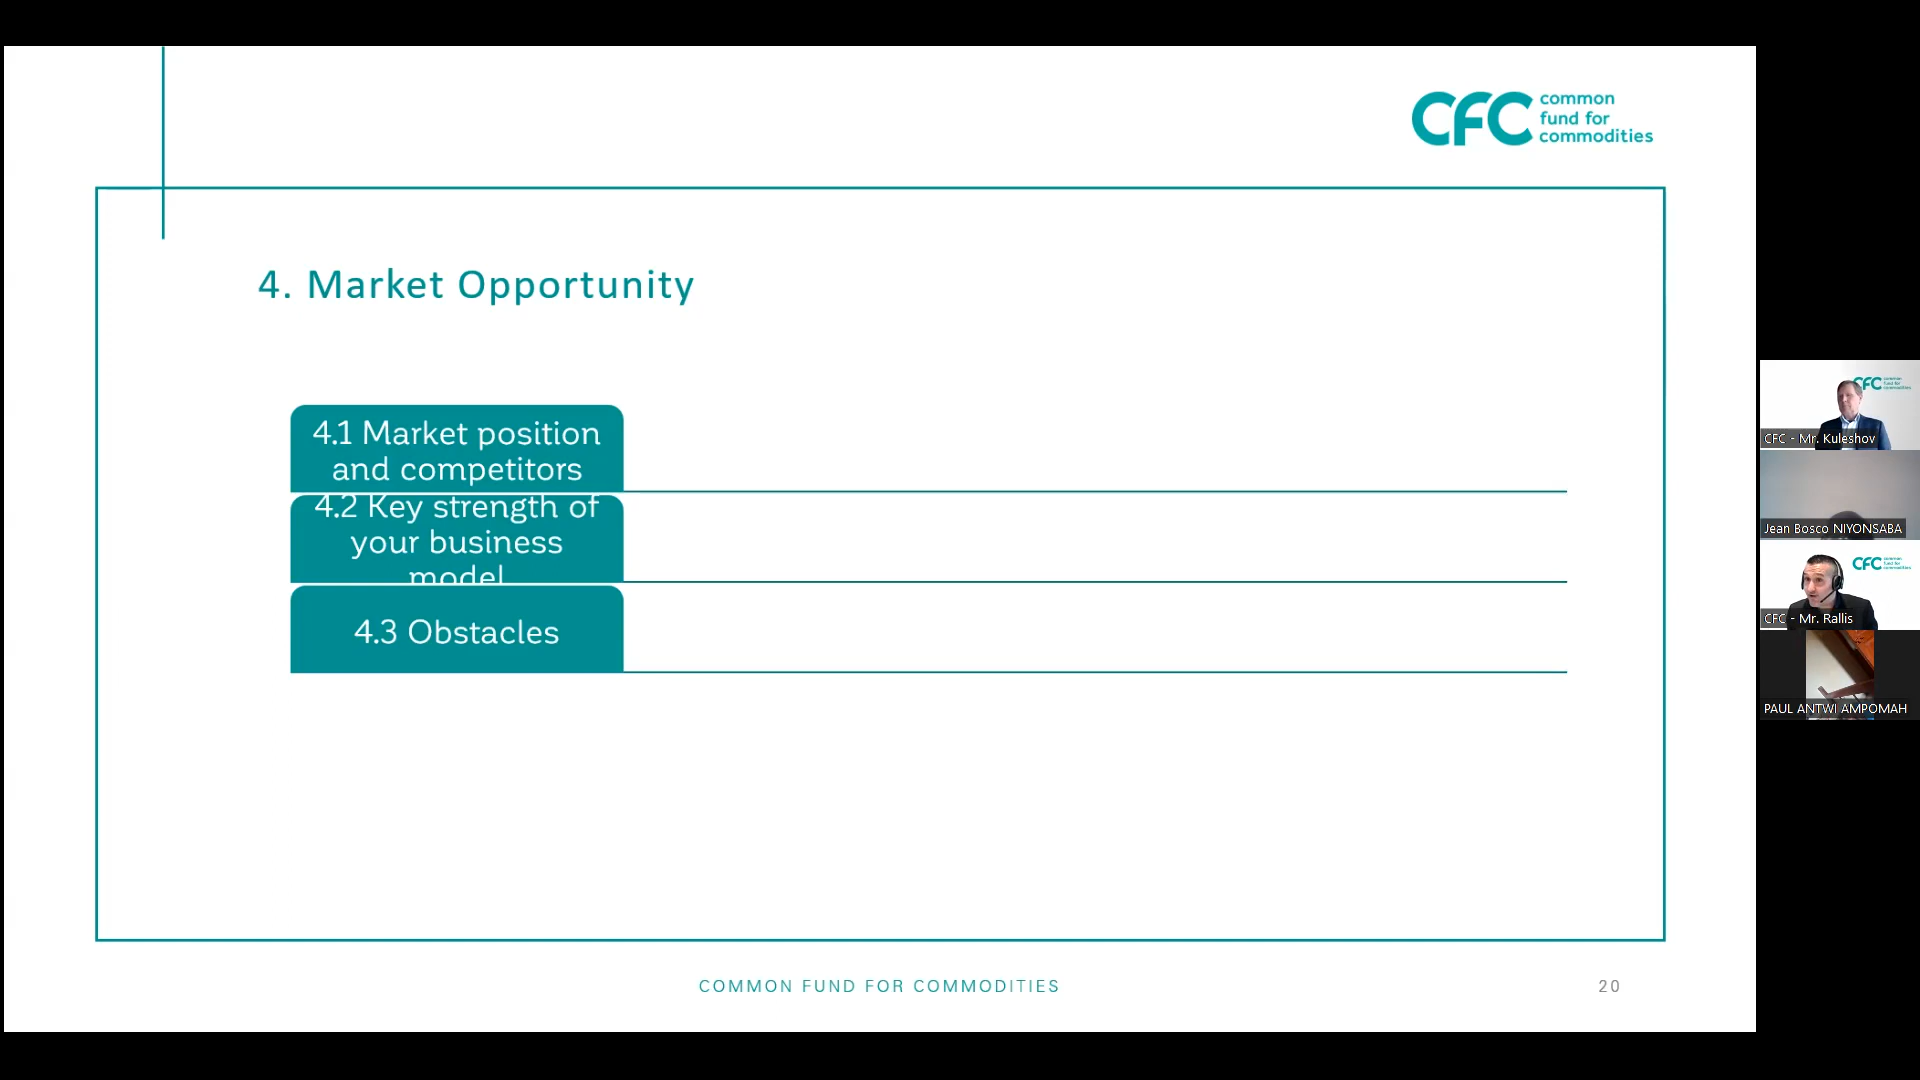 CFC common
fund for
commodities
4. Market Opportunity
4.1 Market position
and competitors
4.2 Key strength of
your business
model
4.3 Obstacles
COMMON FUND FOR COMMODITIES
20
CFC - Mr. Kuleshov
Jean Bosco NIYONSABA
CFC
CFC - Mr. Rallis
PAUL ANTWI AMPOMAH